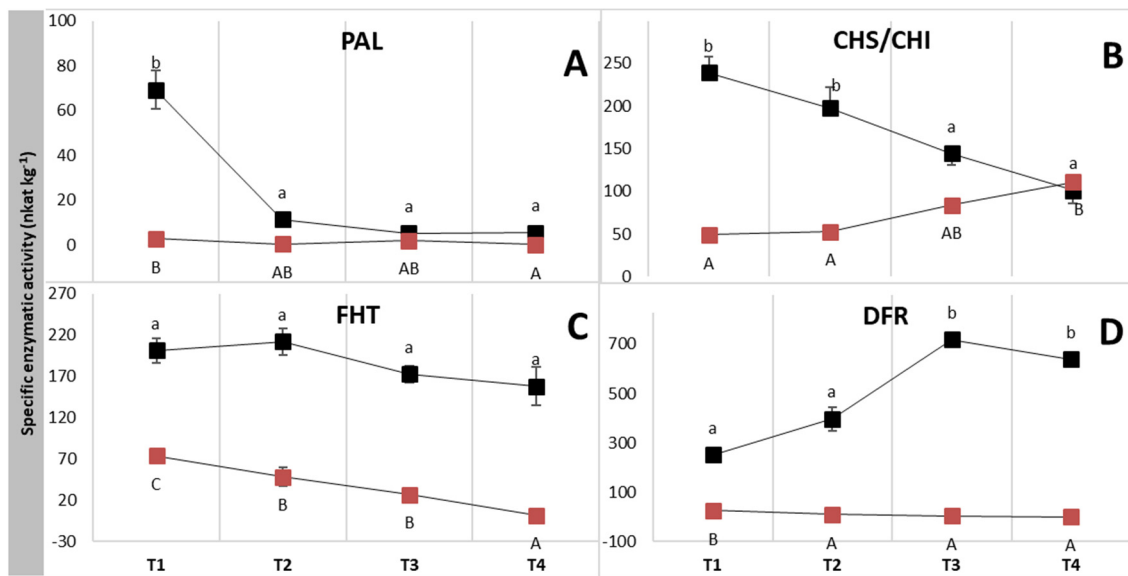 Specific enzymatic activity (nkat kg⁻¹)
PAL
A
100
80
60
40
20
0
b
a
a
a
B
AB
AB
A
CHS/CHI
B
250
200
150
100
50
0
b
b
a
a
A
A
AB
B
FHT
C
270
220
170
120
70
20
-30
a
a
a
a
C
B
B
A
T1 T2 T3 T4
DFR
D
700
500
300
100
-100
a
a
b
b
B
A
A
A
T1 T2 T3 T4